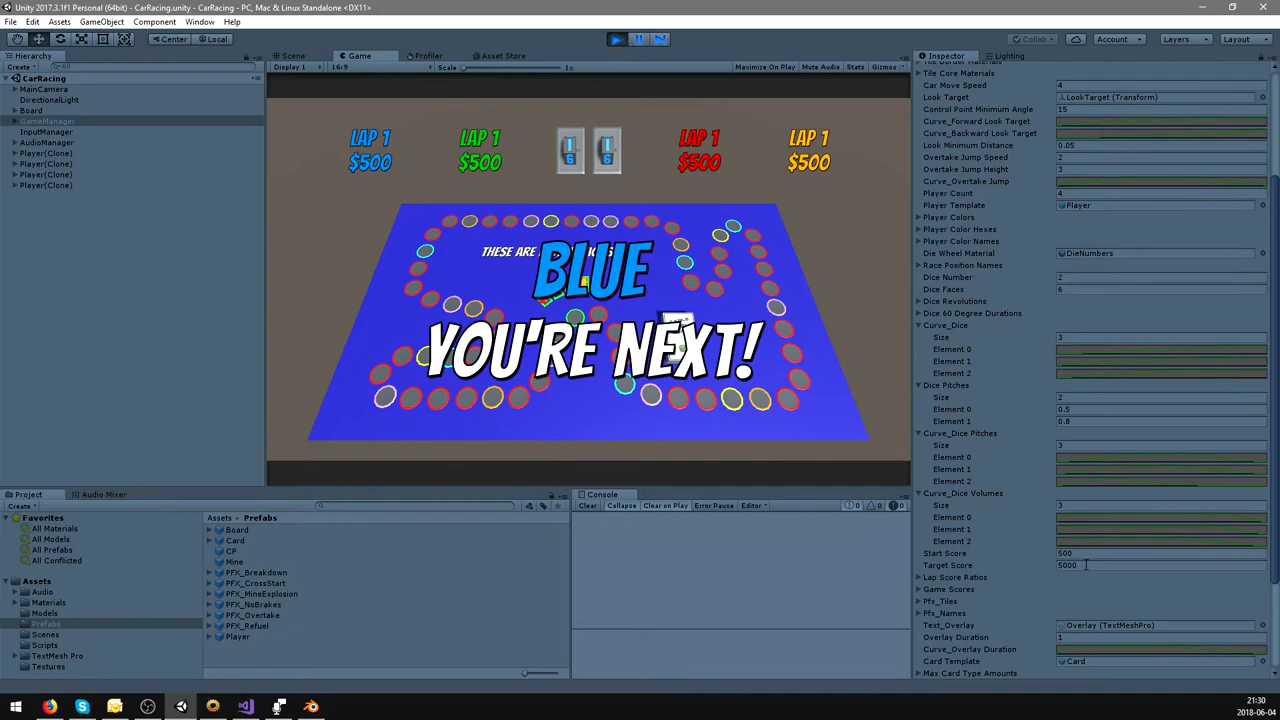 Unity 2017.3.1f1 Personal (64bit) - CarRacing.unity - CarRacing - PC, Mac & Linux Standalone <DX11>
File Edit Assets GameObject Component Window Help
Center Local Collab Account Layers Layout
Hierarchy
Create All
CarRacing
MainCamera
DirectionalLight
Board
GameManager
InputManager
AudioManager
Player(Clone)
Player(Clone)
Player(Clone)
Player(Clone)
Scene Game Profiler Asset Store
Display 1 16:9 Scale 1x Maximize On Play Mute Audio Stats Gizmos
LAP 1 LAP 1 LAP 1 LAP 1
$500 $500 $500 $500
1 1
6 6
THESE ARE
BLUE
YOU'RE NEXT!
Inspector Lighting
Tile Border Materials
Tile Core Materials
Car Move Speed 4
Look Target LookTarget (Transform)
Control Point Minimum Angle 15
Curve_Forward Look Target
Curve_Backward Look Target
Look Minimum Distance 0.05
Overtake Jump Speed 2
Overtake Jump Height 3
Curve_Overtake Jump
Player Count 4
Player Template Player
Player Colors
Player Color Hexes
Player Color Names
Die Wheel Material DieNumbers
Race Position Names
Dice Number 2
Dice Faces 6
Dice Revolutions
Dice 60 Degree Durations
Curve_Dice
Size 3
Element 0
Element 1
Element 2
Dice Pitches
Size 2
Element 0 0.5
Element 1 0.8
Curve_Dice Pitches
Size 3
Element 0
Element 1
Element 2
Curve_Dice Volumes
Size 3
Element 0
Element 1
Element 2
Start Score 500
Target Score 5000
Lap Score Ratios
Game Scores
Pfx_Tiles
Pfx_Names
Text_Overlay Overlay (TextMeshPro)
Overlay Duration 1
Curve_Overlay Duration
Card Template Card
Max Card Type Amounts
Project Audio Mixer
Create
Favorites
All Materials
All Models
All Prefabs
All Conflicted
Assets
Audio
Materials
Models
Prefabs
Scenes
Scripts
TextMesh Pro
Textures
Assets Prefabs
Board
Card
CP
Mine
PFX_Breakdown
PFX_CrossStart
PFX_MineExplosion
PFX_NoBrakes
PFX_Overtake
PFX_Refuel
Player
Console
Clear Collapse Clear on Play Error Pause Editor 0 0 0
21:30
2018-06-04